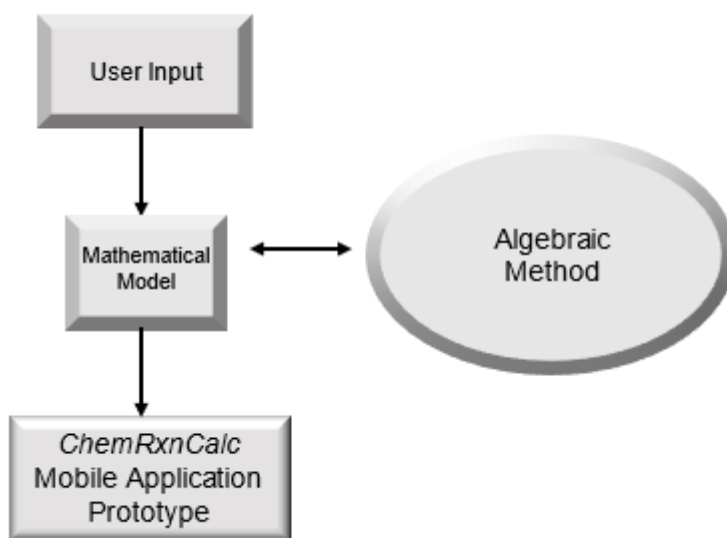 User Input
Mathematical
Model
Algebraic
Method
ChemRxnCalc
Mobile Application
Prototype